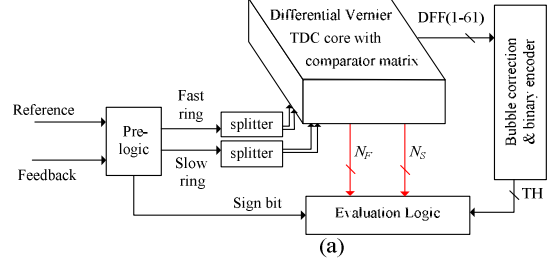 Differential Vernier
TDC core with
comparator matrix
DFF(1-61)
Bubble correction
& binary encoder
Reference
Feedback
Pre-
logic
Fast
ring
Slow
ring
splitter
splitter
N_F
N_S
TH
Sign bit
Evaluation Logic
(a)